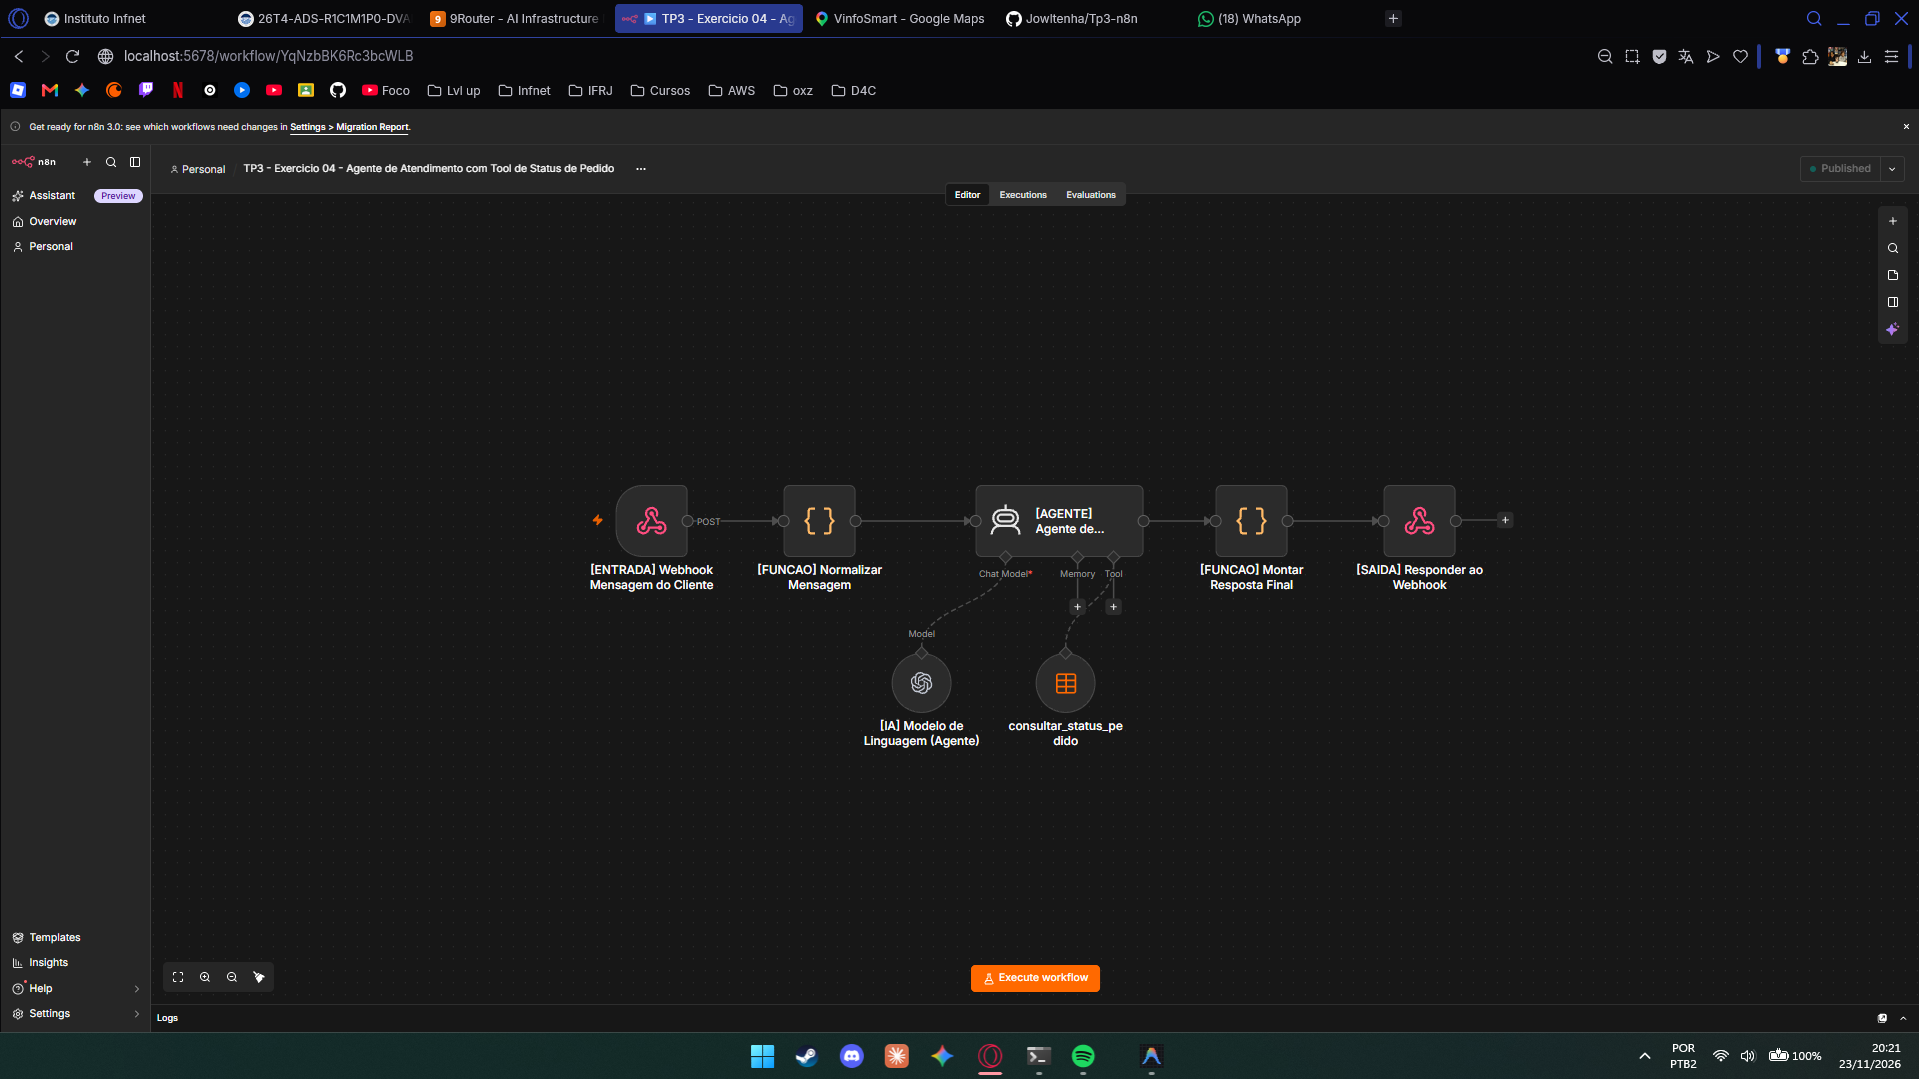 Instituto Infnet
26T4-ADS-R1C1M1P0-DVA
9Router - AI Infrastructure
TP3 - Exercicio 04 - Ag
VinfoSmart - Google Maps
Jowltenha/Tp3-n8n
(18) WhatsApp
localhost:5678/workflow/YqNzbBK6Rc3bcWLB
Foco
Lvl up
Infnet
IFRJ
Cursos
AWS
oxz
D4C
Get ready for n8n 3.0: see which workflows need changes in Settings > Migration Report.
n8n
Personal
/
TP3 - Exercicio 04 - Agente de Atendimento com Tool de Status de Pedido
...
Published
Assistant
Preview
Overview
Personal
Editor
Executions
Evaluations
POST
[ENTRADA] Webhook
Mensagem do Cliente
[FUNCAO] Normalizar
Mensagem
[AGENTE]
Agente de...
Chat Model*
Memory
Tool
[FUNCAO] Montar
Resposta Final
[SAIDA] Responder ao
Webhook
Model
[IA] Modelo de
Linguagem (Agente)
consultar_status_pe
dido
Templates
Insights
Help
Settings
Execute workflow
Logs
POR
PTB2
100%
20:21
23/11/2026